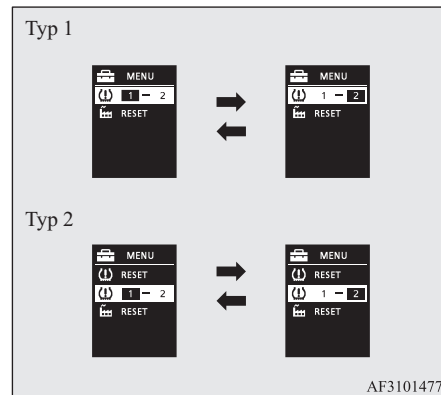 Typ 1
MENU MENU
1 – 2 1 – 2
RESET RESET
Typ 2
MENU MENU
RESET RESET
1 – 2 1 – 2
RESET RESET
AF3101477